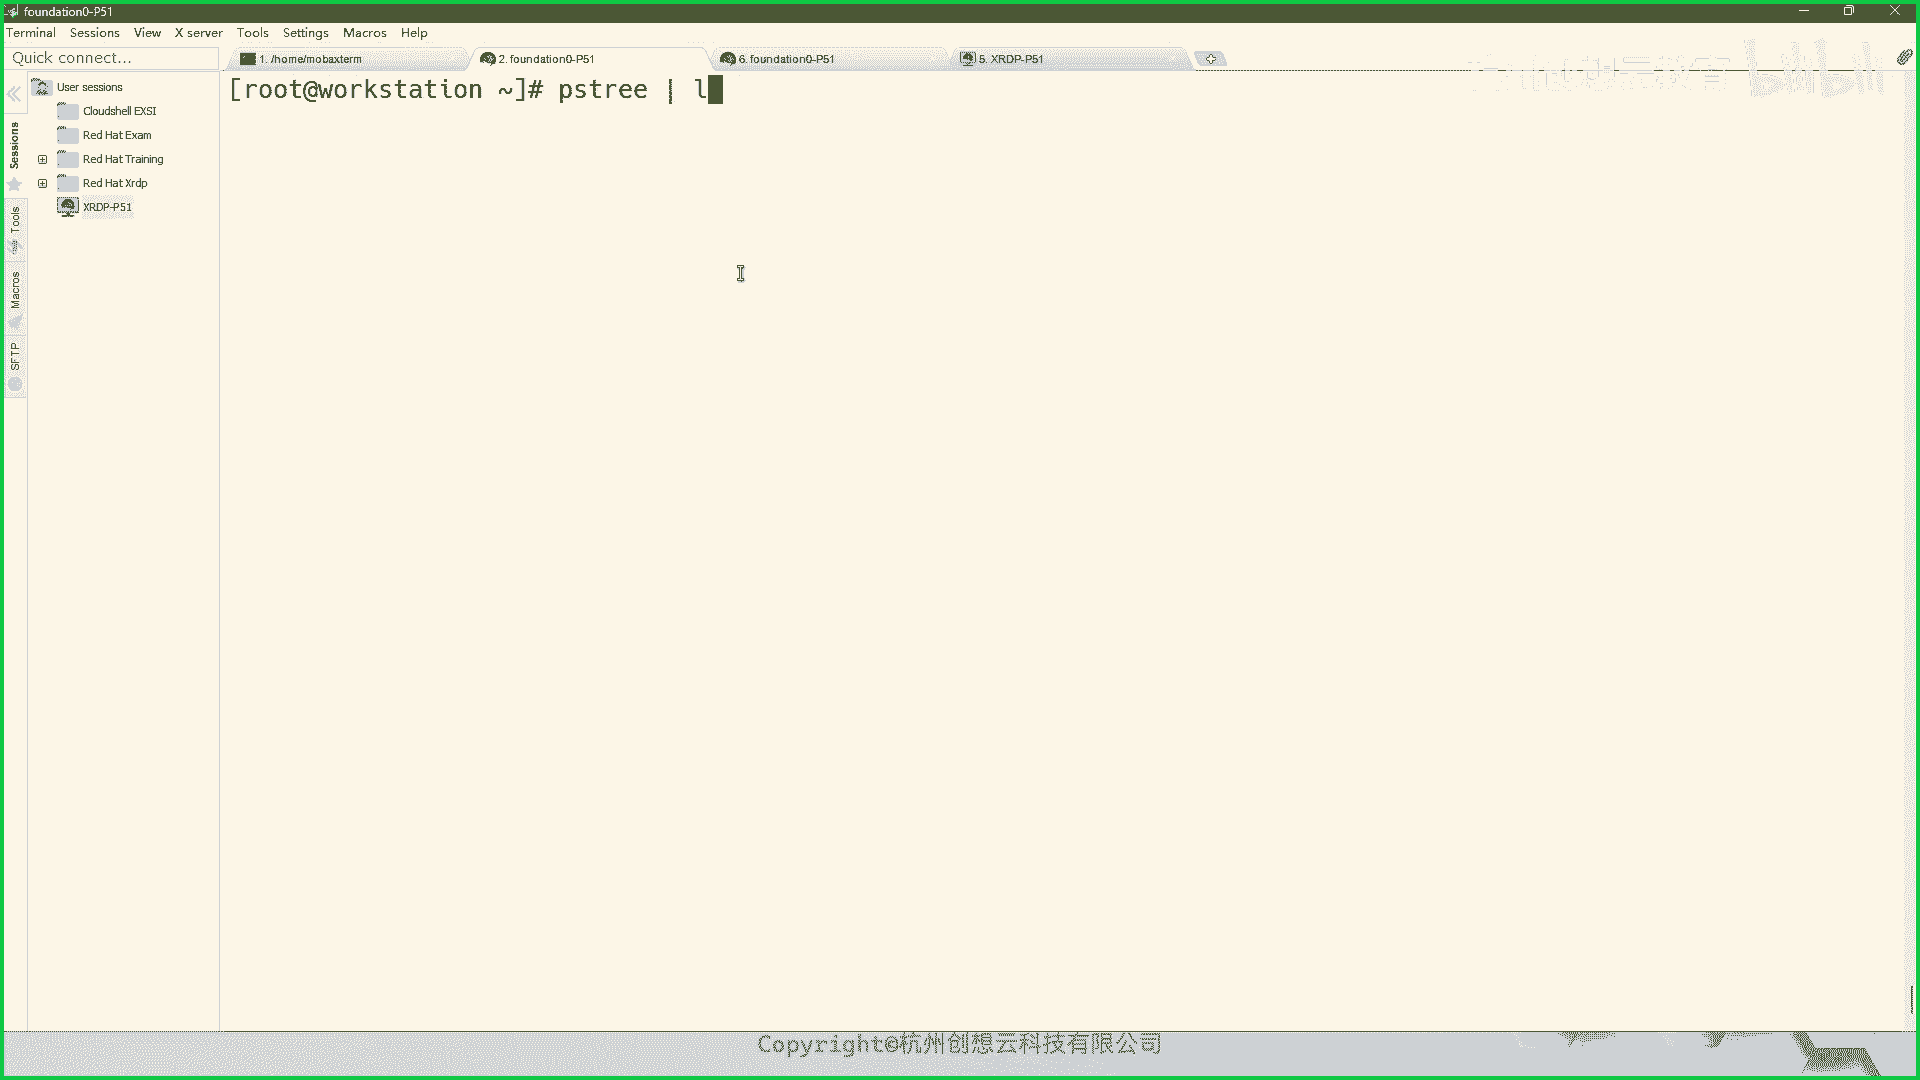 foundation0-P51
Terminal Sessions View X server Tools Settings Macros Help
Quick connect...
1. /home/mobaxterm
2. foundation0-P51
6. foundation0-P51
5. XRDP-P51
User sessions
Cloudshell EXSI
Red Hat Exam
Red Hat Training
Red Hat Xrdp
XRDP-P51
Sessions
Tools
Macros
SFTP
[root@workstation ~]# pstree | l
Copyright©杭州创想云科技有限公司